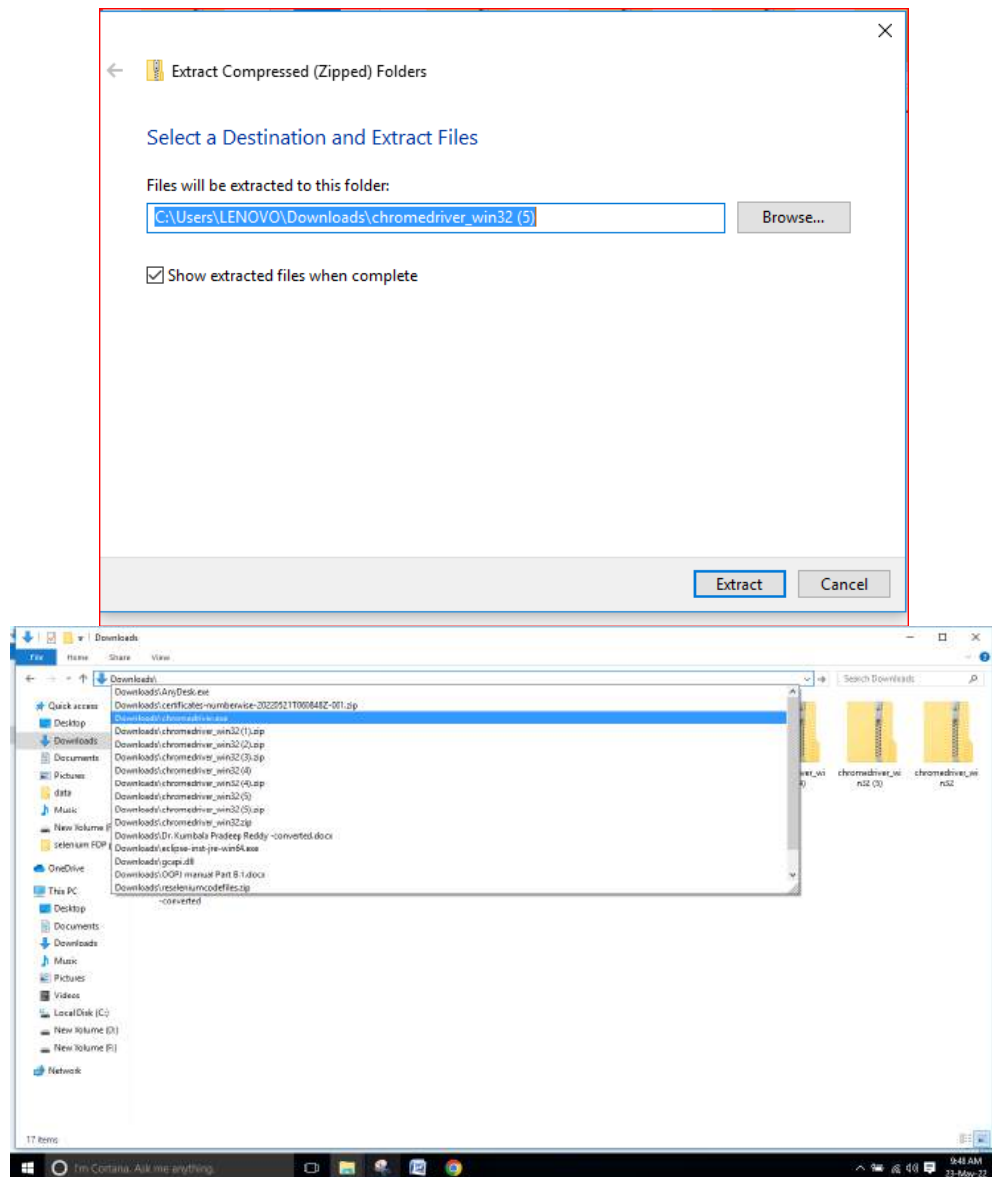 Extract Compressed (Zipped) Folders
Select a Destination and Extract Files
Files will be extracted to this folder:
C:\Users\LENOVO\Downloads\chromedriver_win32 (5)
Browse...
Show extracted files when complete
Extract
Cancel
Downloads
File Home Share View
Downloads\
Search Downloads
Downloads\AnyDesk.exe
Downloads\certificates-numberwise-20220521T060848Z-001.zip
Downloads\chromedriver.exe
Downloads\chromedriver_win32 (1).zip
Downloads\chromedriver_win32 (2).zip
Downloads\chromedriver_win32 (3).zip
Downloads\chromedriver_win32 (4)
Downloads\chromedriver_win32 (4).zip
Downloads\chromedriver_win32 (5)
Downloads\chromedriver_win32 (5).zip
Downloads\chromedriver_win32.zip
Downloads\Dr. Kumbala Pradeep Reddy -converted.docx
Downloads\eclipse-inst-jre-win64.exe
Downloads\gcapi.dll
Downloads\OOPJ manual Part B.1.docx
Downloads\reseleniumcodefiles.zip
-converted
chromedriver_wi
n32 (5)
chromedriver_wi
n32
Quick access
Desktop
Downloads
Documents
Pictures
data
Music
New Volume
selenium FDP
OneDrive
This PC
Desktop
Documents
Downloads
Music
Pictures
Videos
Local Disk (C:)
New Volume (D:)
New Volume (F:)
Network
17 items
I'm Cortana. Ask me anything.
9:48 AM
23-May-22